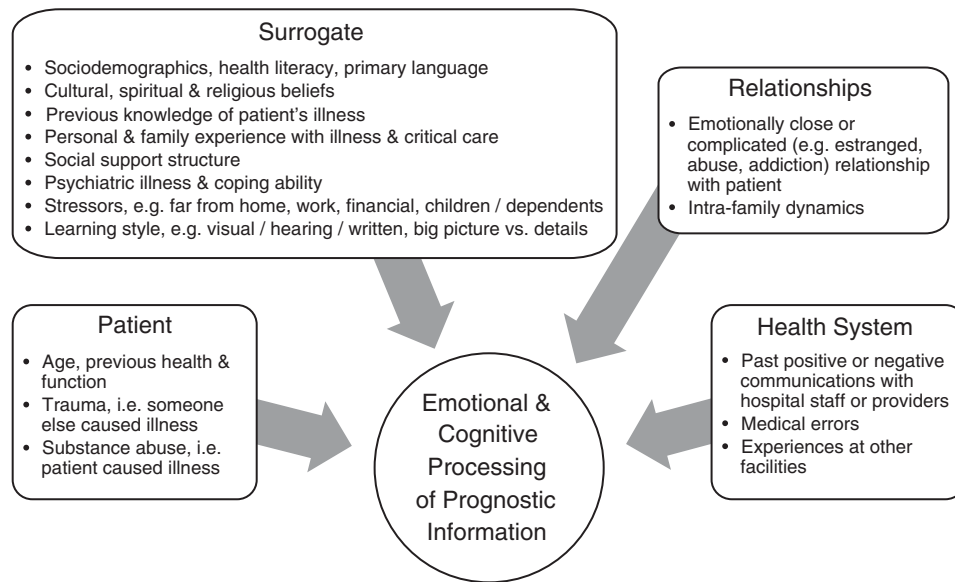 Surrogate
• Sociodemographics, health literacy, primary language
• Cultural, spiritual & religious beliefs
• Previous knowledge of patient's illness
• Personal & family experience with illness & critical care
• Social support structure
• Psychiatric illness & coping ability
• Stressors, e.g. far from home, work, financial, children / dependents
• Learning style, e.g. visual / hearing / written, big picture vs. details
Relationships
• Emotionally close or
complicated (e.g. estranged,
abuse, addiction) relationship
with patient
• Intra-family dynamics
Patient
• Age, previous health &
function
• Trauma, i.e. someone
else caused illness
• Substance abuse, i.e.
patient caused illness
Emotional &
Cognitive
Processing
of Prognostic
Information
Health System
• Past positive or negative
communications with
hospital staff or providers
• Medical errors
• Experiences at other
facilities